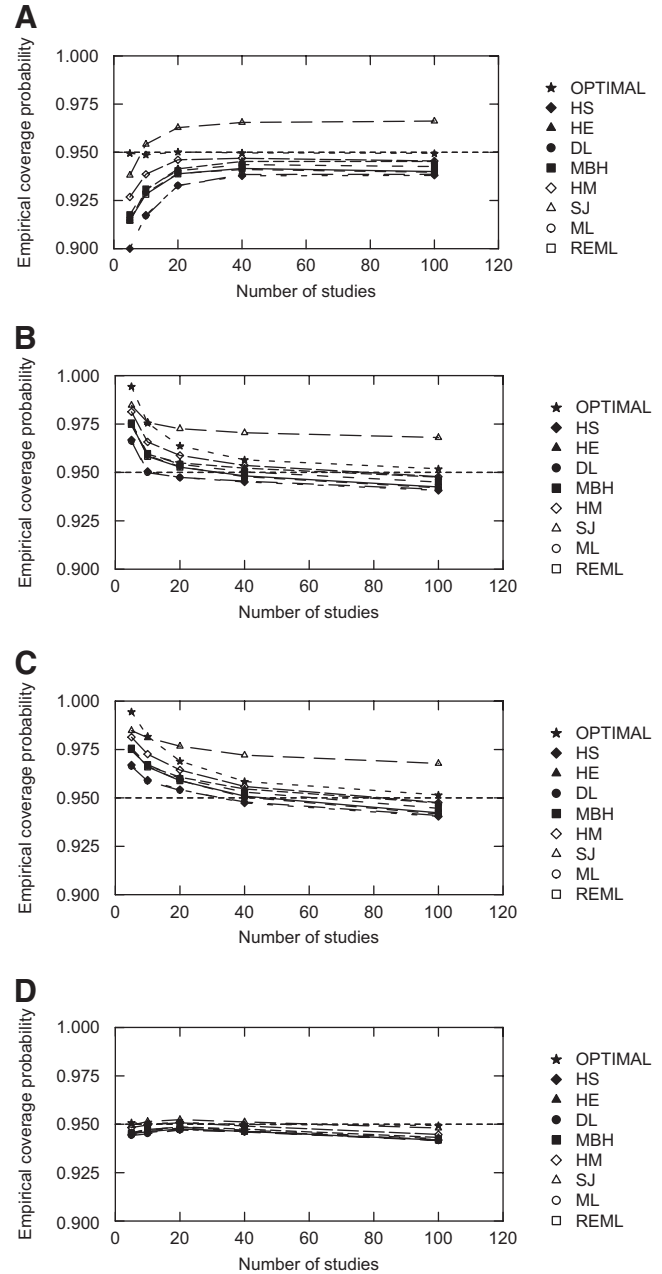 A
Empirical coverage probability
1.000
0.975
0.950
0.925
0.900
0 20 40 60 80 100 120
Number of studies
OPTIMAL
HS
HE
DL
MBH
HM
SJ
ML
REML
B
Empirical coverage probability
1.000
0.975
0.950
0.925
0.900
0 20 40 60 80 100 120
Number of studies
OPTIMAL
HS
HE
DL
MBH
HM
SJ
ML
REML
C
Empirical coverage probability
1.000
0.975
0.950
0.925
0.900
0 20 40 60 80 100 120
Number of studies
OPTIMAL
HS
HE
DL
MBH
HM
SJ
ML
REML
D
Empirical coverage probability
1.000
0.975
0.950
0.925
0.900
0 20 40 60 80 100 120
Number of studies
OPTIMAL
HS
HE
DL
MBH
HM
SJ
ML
REML